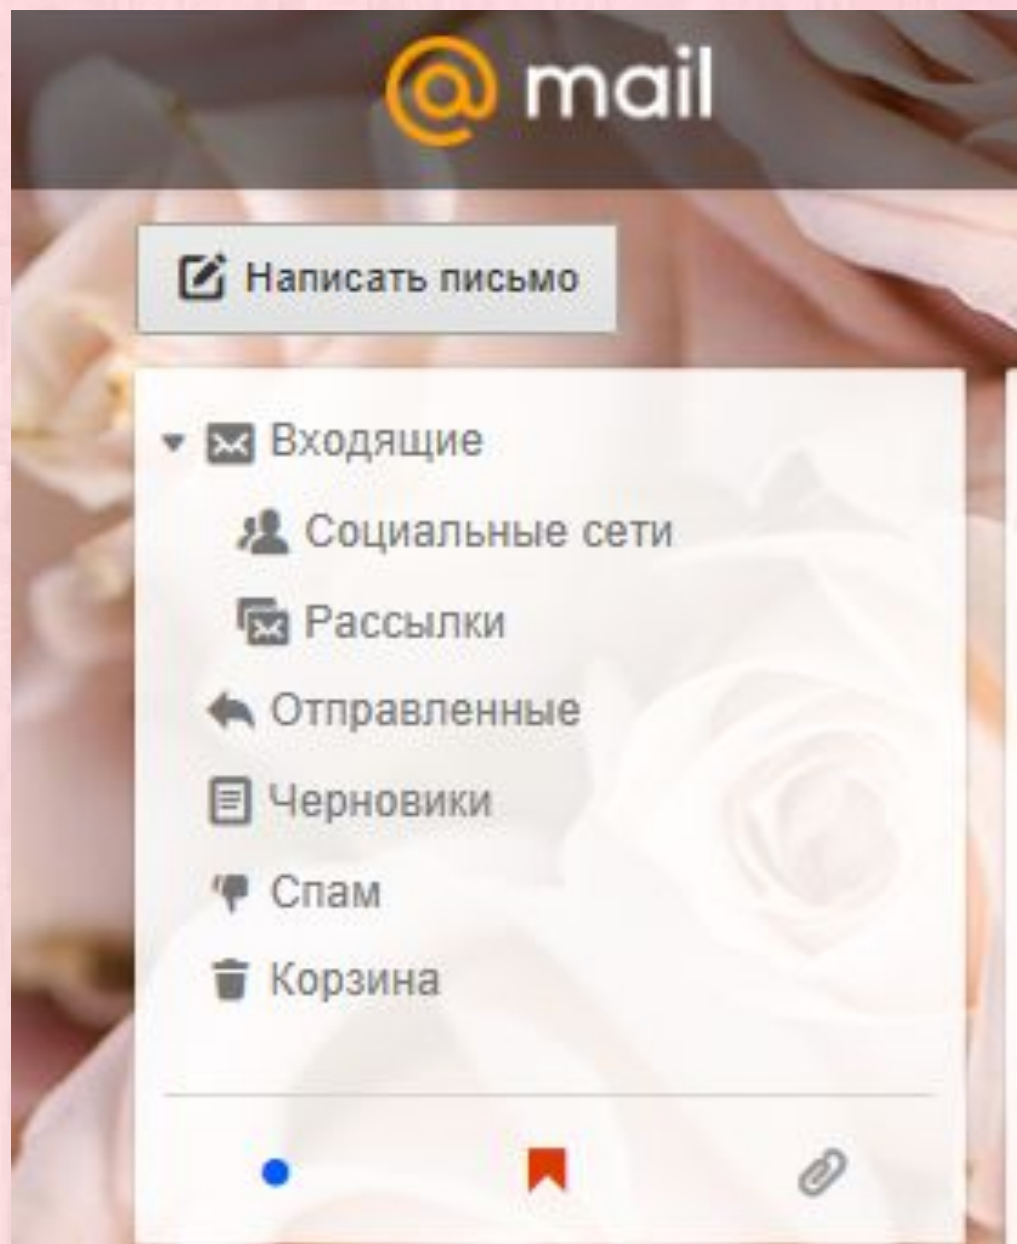 @ mail
Написать письмо
Входящие
Социальные сети
Рассылки
Отправленные
Черновики
Спам
Корзина